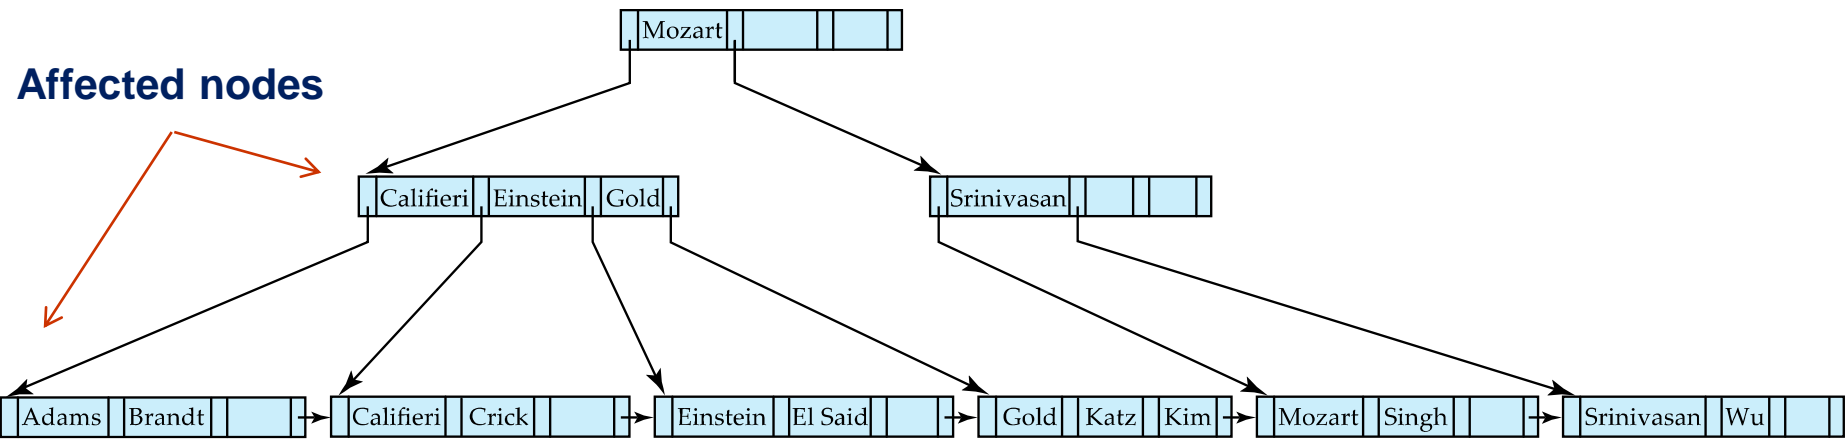 Mozart
Affected nodes
Califieri Einstein Gold
Srinivasan
Adams Brandt
Califieri Crick
Einstein El Said
Gold Katz Kim
Mozart Singh
Srinivasan Wu